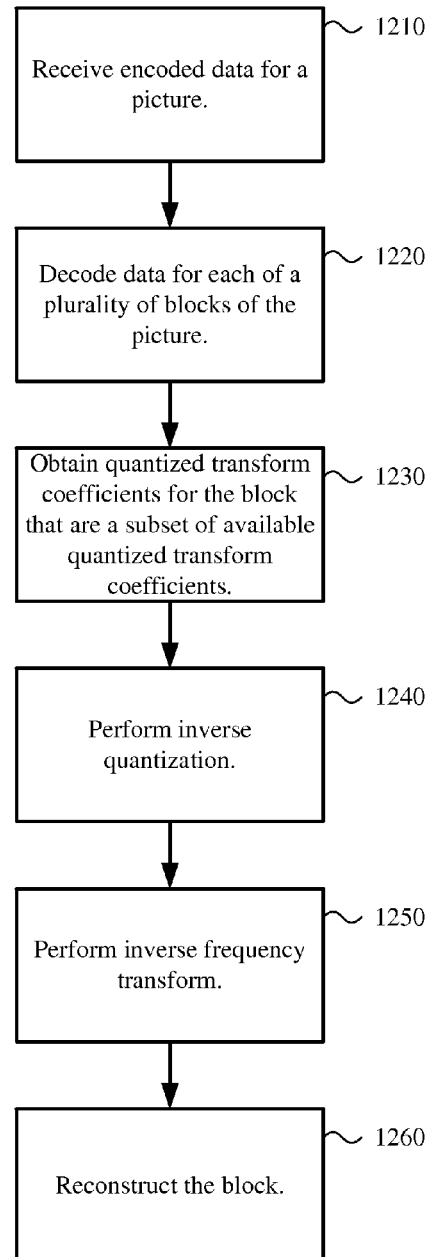 1210
Receive encoded data for a
picture.
1220
Decode data for each of a
plurality of blocks of the
picture.
1230
Obtain quantized transform
coefficients for the block
that are a subset of available
quantized transform
coefficients.
1240
Perform inverse
quantization.
1250
Perform inverse frequency
transform.
1260
Reconstruct the block.